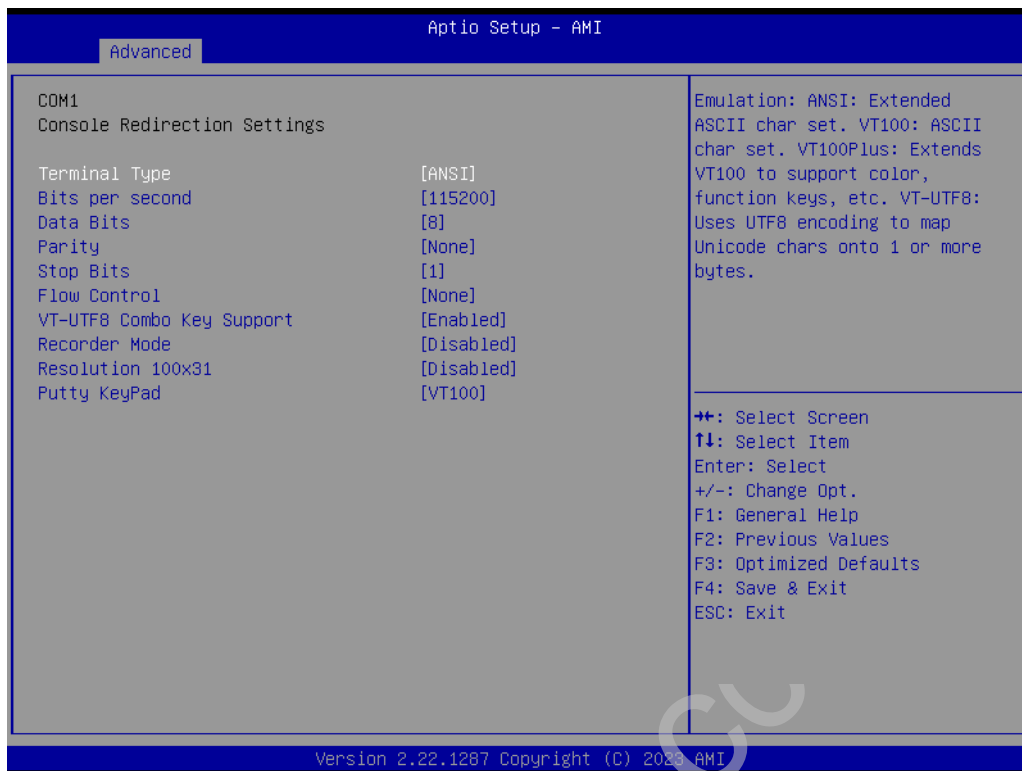 Aptio Setup – AMI
Advanced
COM1
Console Redirection Settings
Terminal Type [ANSI]
Bits per second [115200]
Data Bits [8]
Parity [None]
Stop Bits [1]
Flow Control [None]
VT-UTF8 Combo Key Support [Enabled]
Recorder Mode [Disabled]
Resolution 100x31 [Disabled]
Putty KeyPad [VT100]
Emulation: ANSI: Extended
ASCII char set. VT100: ASCII
char set. VT100Plus: Extends
VT100 to support color,
function keys, etc. VT-UTF8:
Uses UTF8 encoding to map
Unicode chars onto 1 or more
bytes.
→←: Select Screen
↑↓: Select Item
Enter: Select
+/-: Change Opt.
F1: General Help
F2: Previous Values
F3: Optimized Defaults
F4: Save & Exit
ESC: Exit
Version 2.22.1287 Copyright (C) 2023 AMI